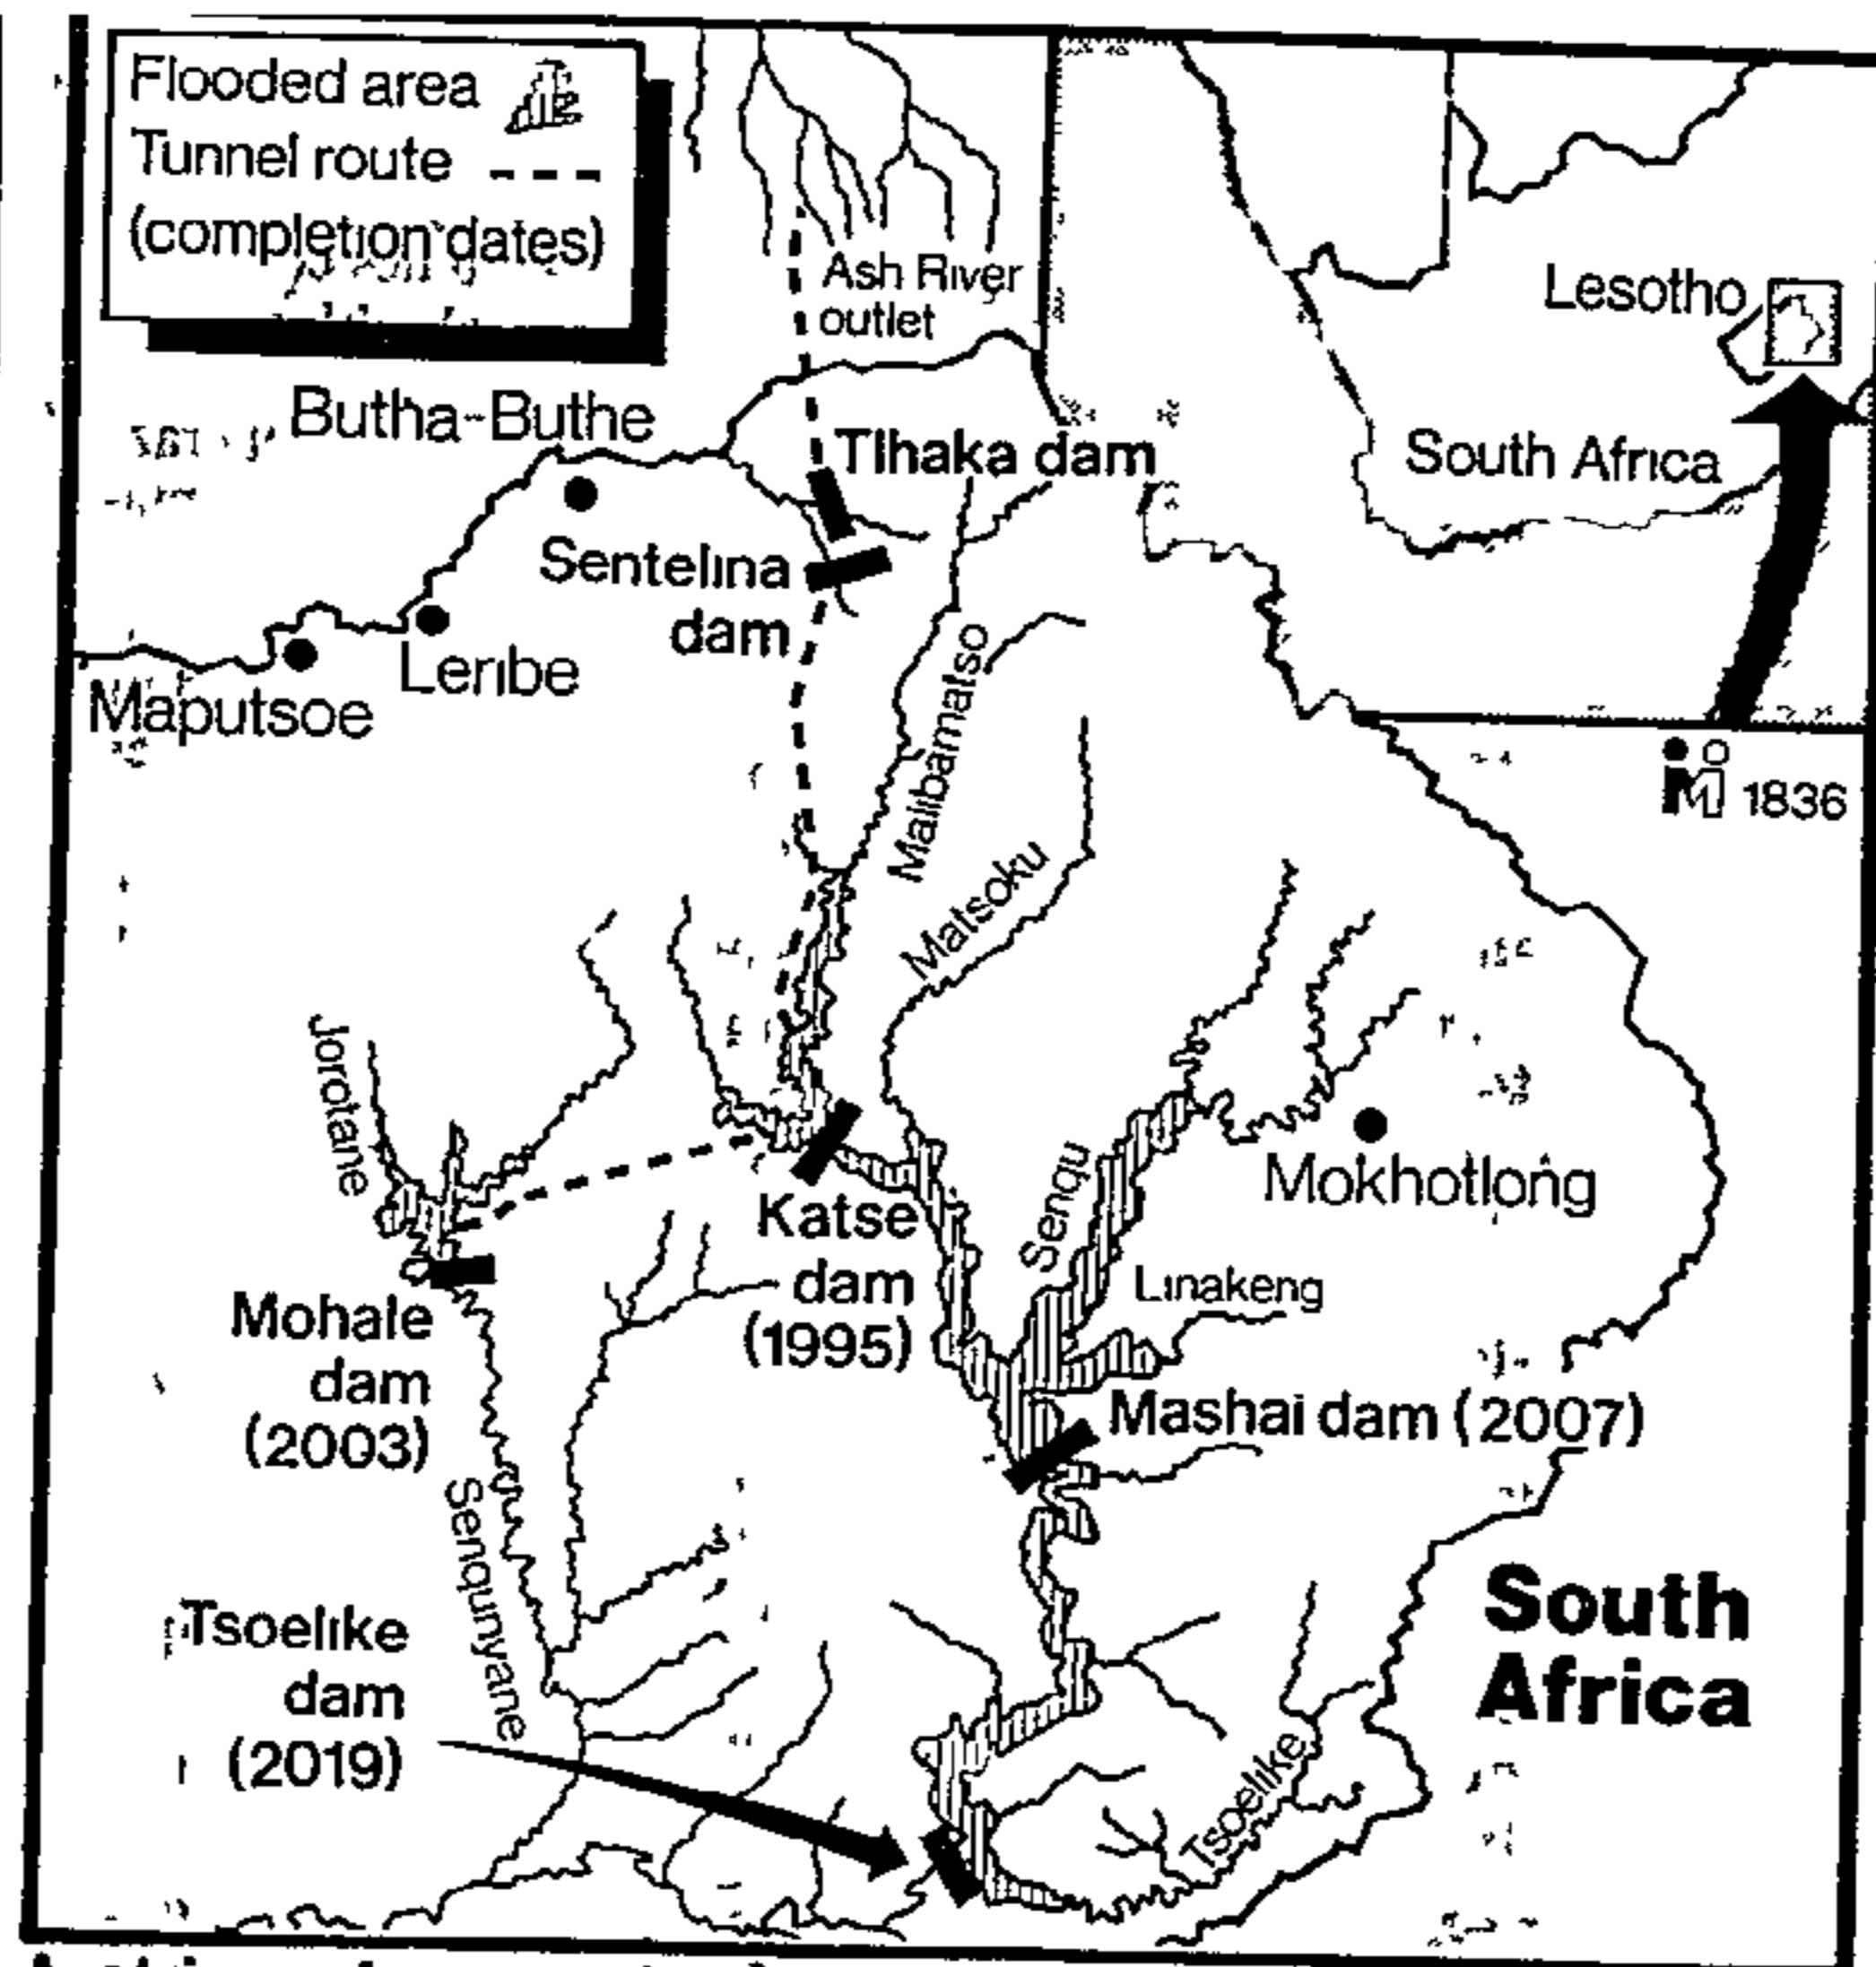 Flooded area
Tunnel route
(completion dates)
Ash River
outlet
Lesotho
South Africa
Butha-Buthe
Tlhaka dam
Sentelina
dam
Leribe
Maputsoe
Malibamatso
Matsoku
M 1836
Jorotane
Senqu
Mokhotlong
Katse
dam
(1995)
Linakeng
Mohale
dam
(2003)
Mashai dam (2007)
Senqunyane
Tsoelike
dam
(2019)
South
Africa
Tsoelike